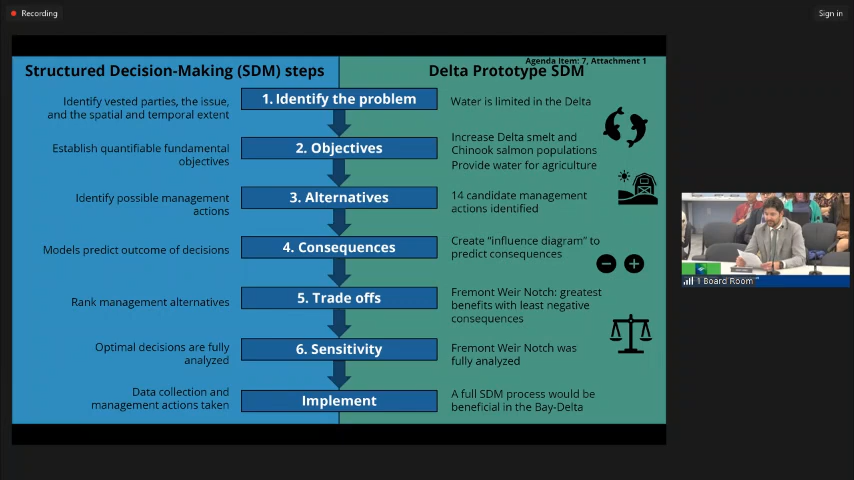 Recording
Sign in
Agenda Item: 7, Attachment 1
Structured Decision-Making (SDM) steps
Delta Prototype SDM
Identify vested parties, the issue,
and the spatial and temporal extent
1. Identify the problem
Water is limited in the Delta
Establish quantifiable fundamental
objectives
2. Objectives
Increase Delta smelt and
Chinook salmon populations
Provide water for agriculture
Identify possible management
actions
3. Alternatives
14 candidate management
actions identified
Models predict outcome of decisions
4. Consequences
Create “influence diagram” to
predict consequences
Rank management alternatives
5. Trade offs
Fremont Weir Notch: greatest
benefits with least negative
consequences
Optimal decisions are fully
analyzed
6. Sensitivity
Fremont Weir Notch was
fully analyzed
Data collection and
management actions taken
Implement
A full SDM process would be
beneficial in the Bay-Delta
1 Board Room